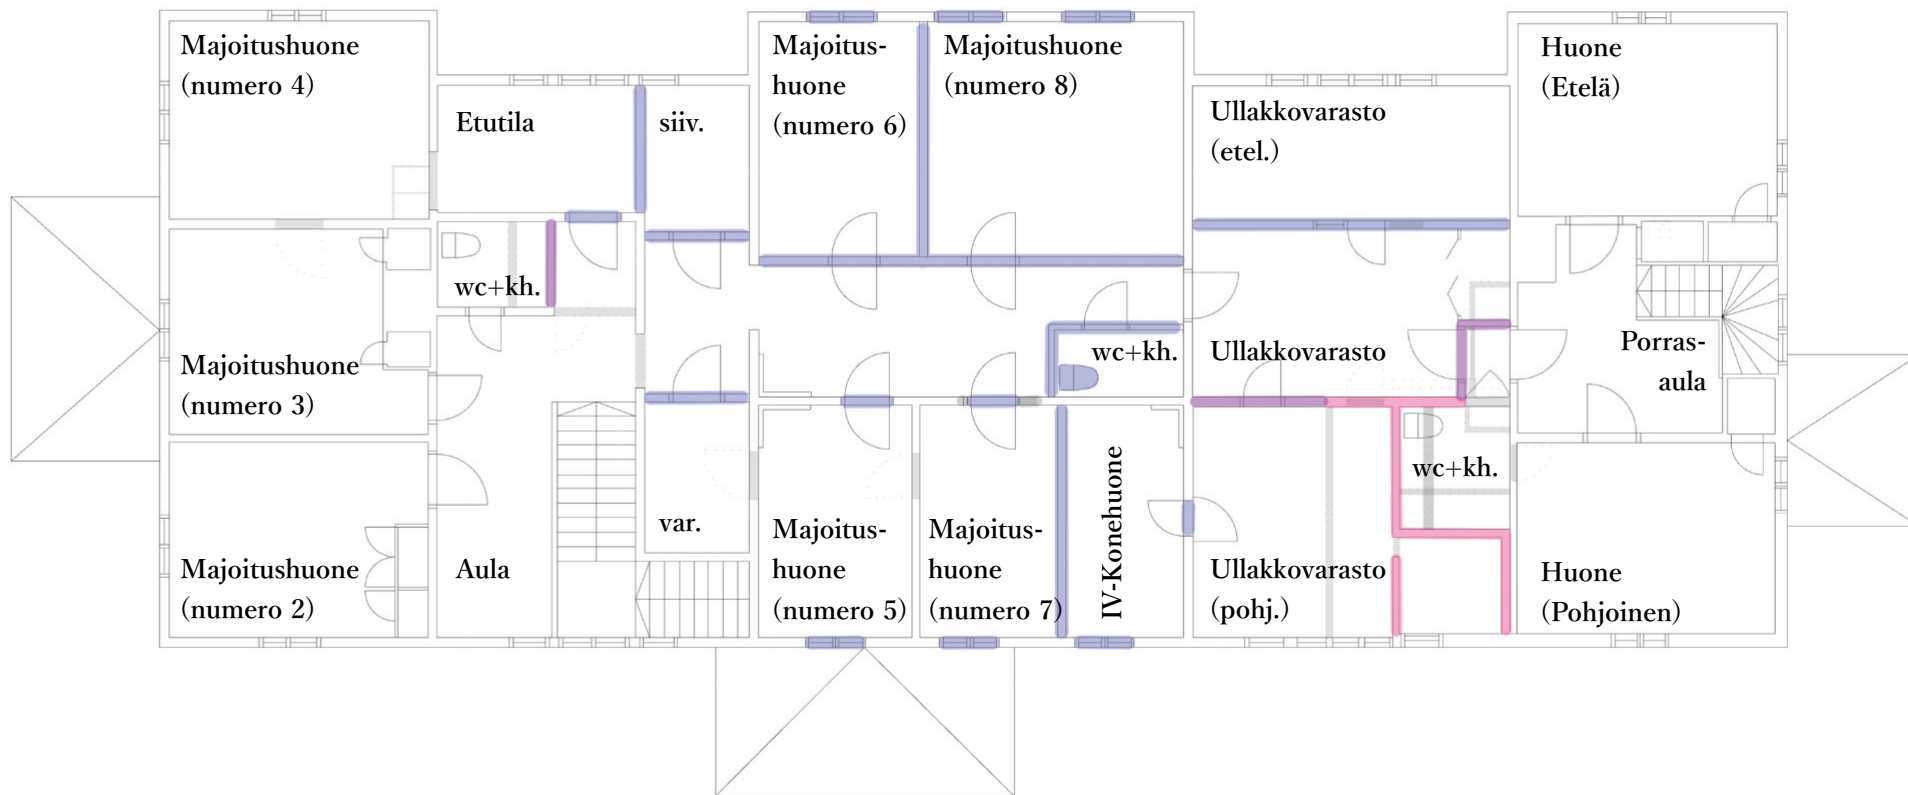 Majoitushuone
(numero 4)
Etutila
siiv.
Majoitus-
huone
(numero 6)
Majoitushuone
(numero 8)
Ullakkovarasto
(etel.)
Huone
(Etelä)
wc+kh.
Majoitushuone
(numero 3)
wc+kh.
Ullakkovarasto
Porras-
aula
Majoitushuone
(numero 2)
Aula
var.
Majoitus-
huone
(numero 5)
Majoitus-
huone
(numero 7)
IV-Konehuone
Ullakkovarasto
(pohj.)
wc+kh.
Huone
(Pohjoinen)